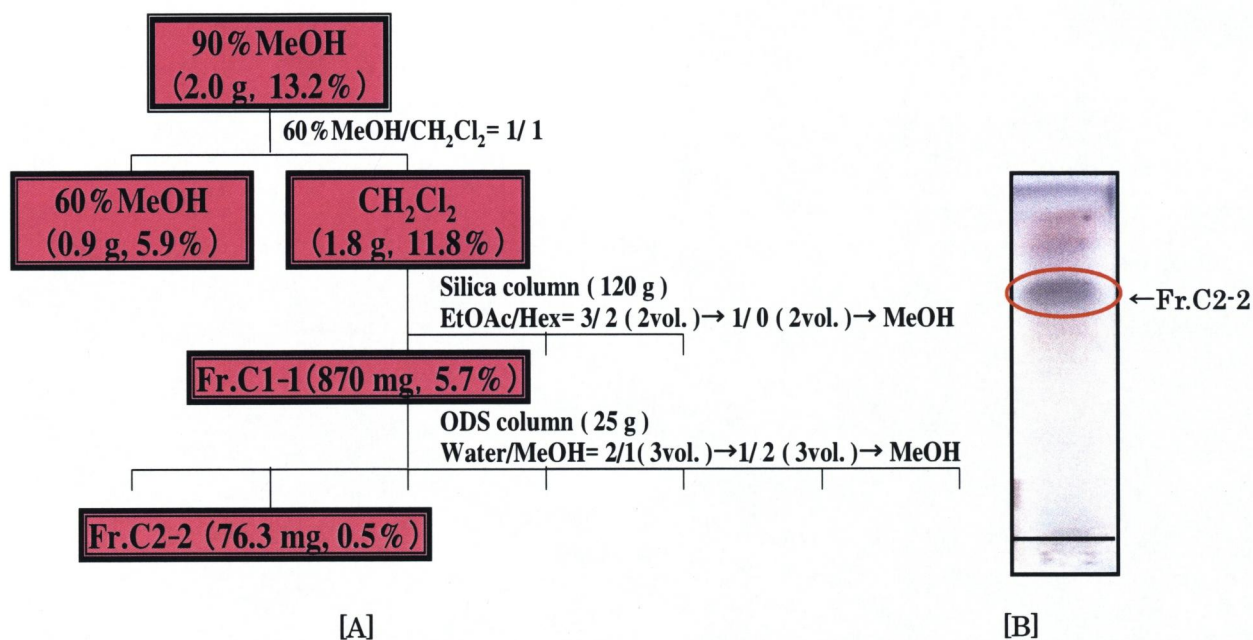 90%MeOH
(2.0 g, 13.2%)
60%MeOH/CH₂Cl₂= 1/ 1
60%MeOH
(0.9 g, 5.9%)
CH₂Cl₂
(1.8 g, 11.8%)
Silica column ( 120 g )
EtOAc/Hex= 3/ 2 ( 2vol. )→ 1/ 0 ( 2vol. )→ MeOH
Fr.C1-1(870 mg, 5.7%)
ODS column ( 25 g )
Water/MeOH= 2/1( 3vol. )→1/ 2 ( 3vol. )→ MeOH
Fr.C2-2 (76.3 mg, 0.5%)
←Fr.C2-2
[A]
[B]